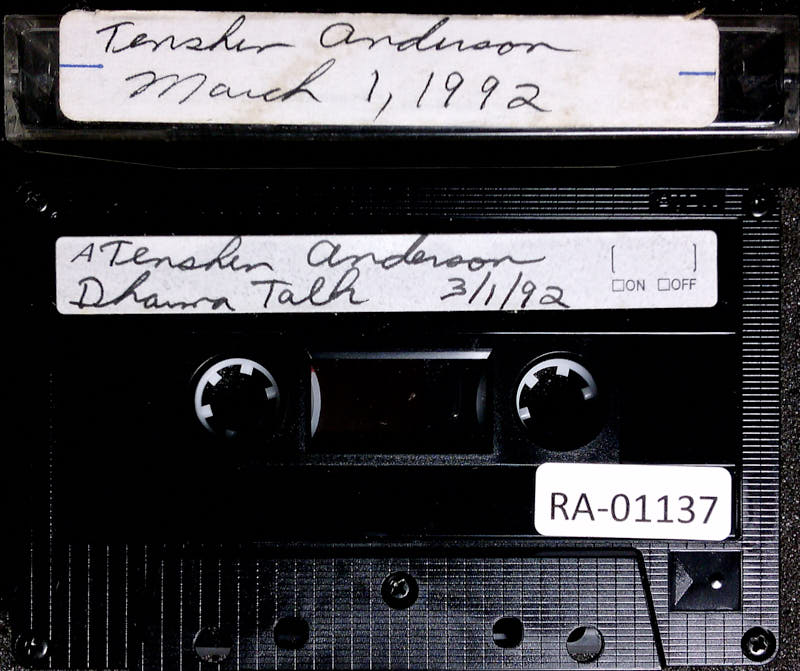 Tenshin Anderson
March 1, 1992
A Tenshin Anderson
Dharma Talk 3/1/92
[ ]
□ON □OFF
RA-01137